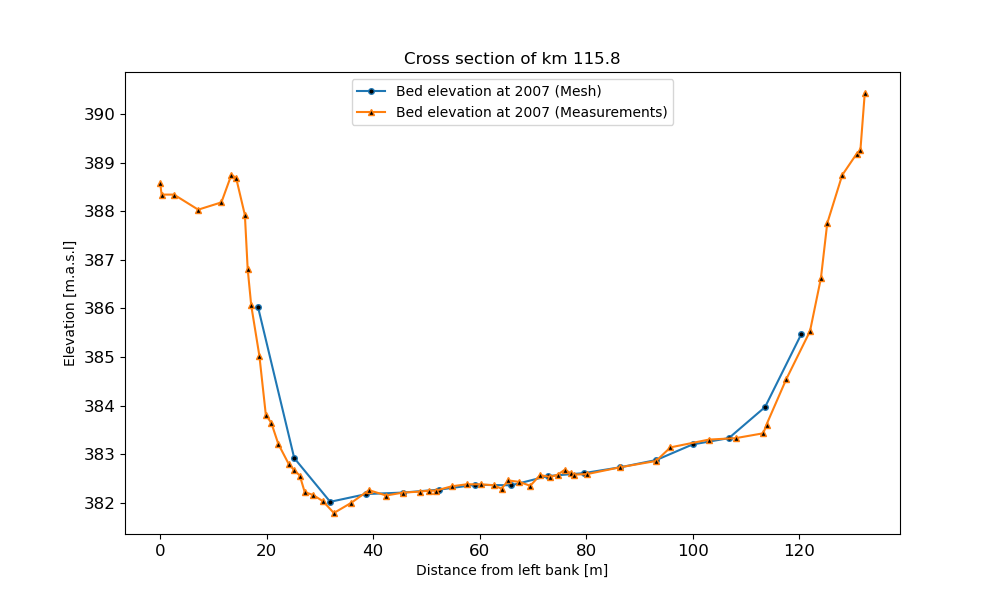 Cross section of km 115.8
Bed elevation at 2007 (Mesh)
Bed elevation at 2007 (Measurements)
Elevation [m.a.s.l]
390
389
388
387
386
385
384
383
382
0 20 40 60 80 100 120
Distance from left bank [m]